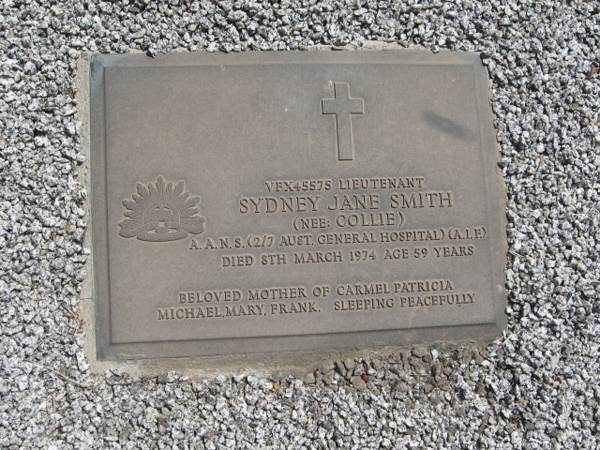 VFX45575 LIEUTENANT
SYDNEY JANE SMITH
(NEE: COLLIE)
A.A.N.S. (2/7 AUST. GENERAL HOSPITAL) (A.I.F.)
DIED 8TH MARCH 1974 AGE 59 YEARS
BELOVED MOTHER OF CARMEL PATRICIA
MICHAEL, MARY, FRANK. SLEEPING PEACEFULLY